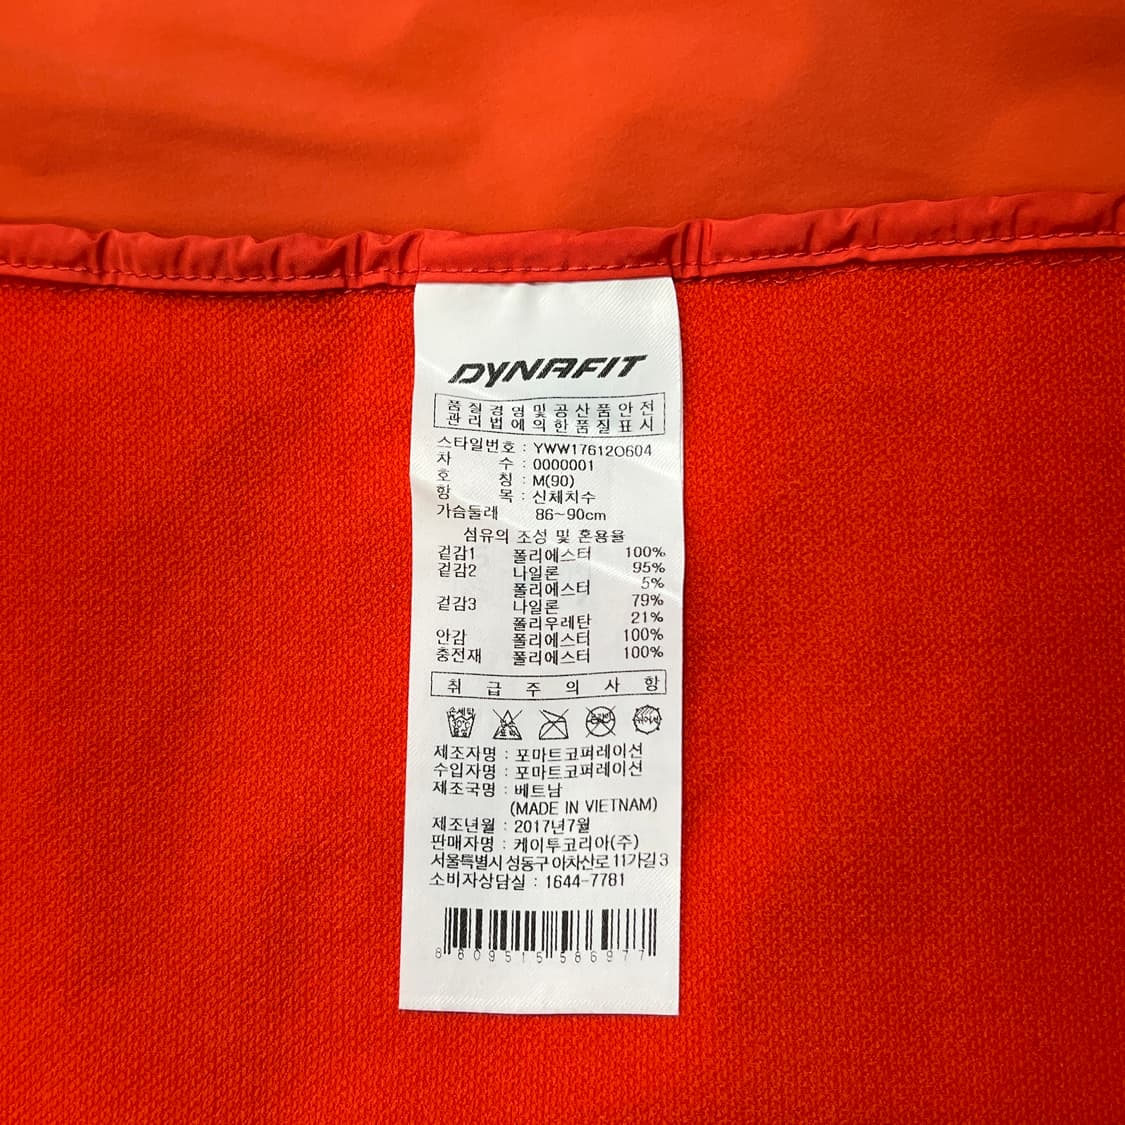 DYNAFIT
품질경영및공산품안전
관리법에의한품질표시
스타일번호 : YWW17612O604
차 수 : 0000001
호 칭 : M(90)
항 목 : 신체치수
가슴둘레 86~90cm
섬유의 조성 및 혼용율
겉감1 폴리에스터 100%
겉감2 나일론 95%
폴리에스터 5%
겉감3 나일론 79%
폴리우레탄 21%
안감 폴리에스터 100%
충전재 폴리에스터 100%
취급주의사항
제조자명 : 포마트코퍼레이션
수입자명 : 포마트코퍼레이션
제조국명 : 베트남
(MADE IN VIETNAM)
제조년월 : 2017년7월
판매자명 : 케이투코리아(주)
서울특별시 성동구 아차산로 11가길 3
소비자상담실 : 1644-7781
8809515586977